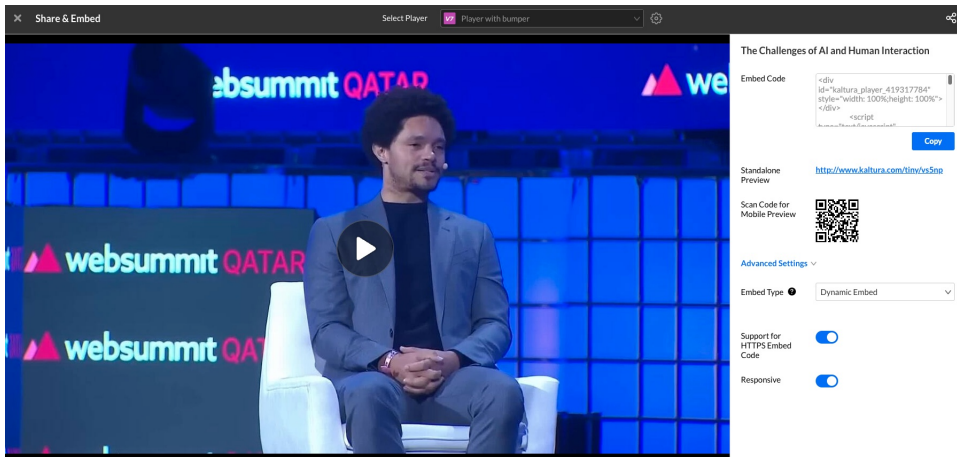 Share & Embed
Select Player
V7 Player with bumper
The Challenges of AI and Human Interaction
Embed Code
<div
id="kaltura_player_419317784"
style="width: 100%;height: 100%">
</div>
<script
Copy
Standalone
Preview
http://www.kaltura.com/tiny/vs5np
Scan Code for
Mobile Preview
Advanced Settings
Embed Type
Dynamic Embed
Support for
HTTPS Embed
Code
Responsive
websummit QATAR
we
websummit QATAR
websummit QAT